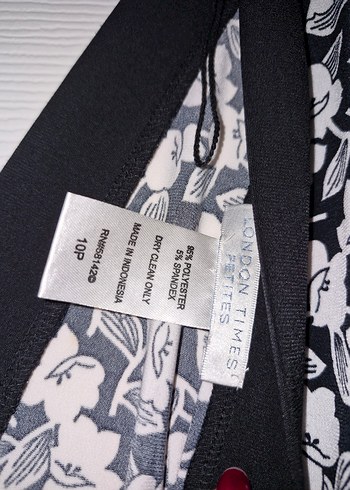 LONDON TIMES
PETITES
95% POLYESTER
5% SPANDEX
DRY CLEAN ONLY
MADE IN INDONESIA
RN#58142
10P